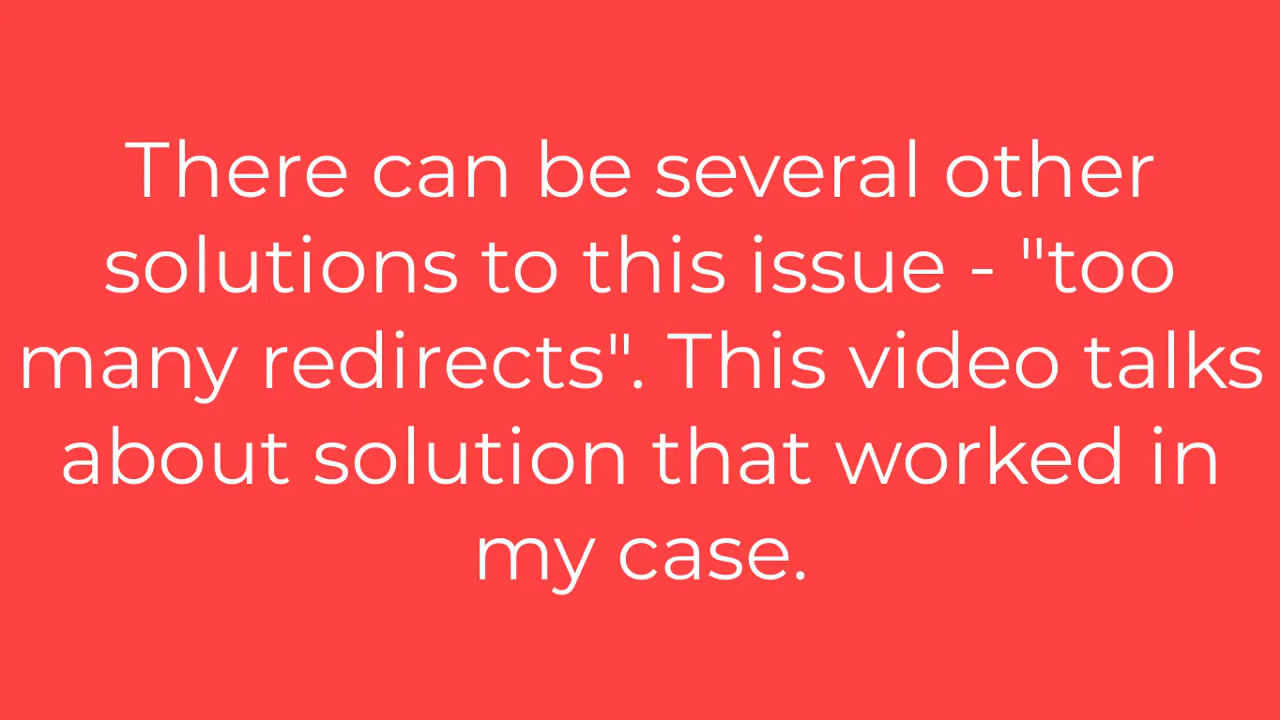 There can be several other
solutions to this issue - "too
many redirects". This video talks
about solution that worked in
my case.